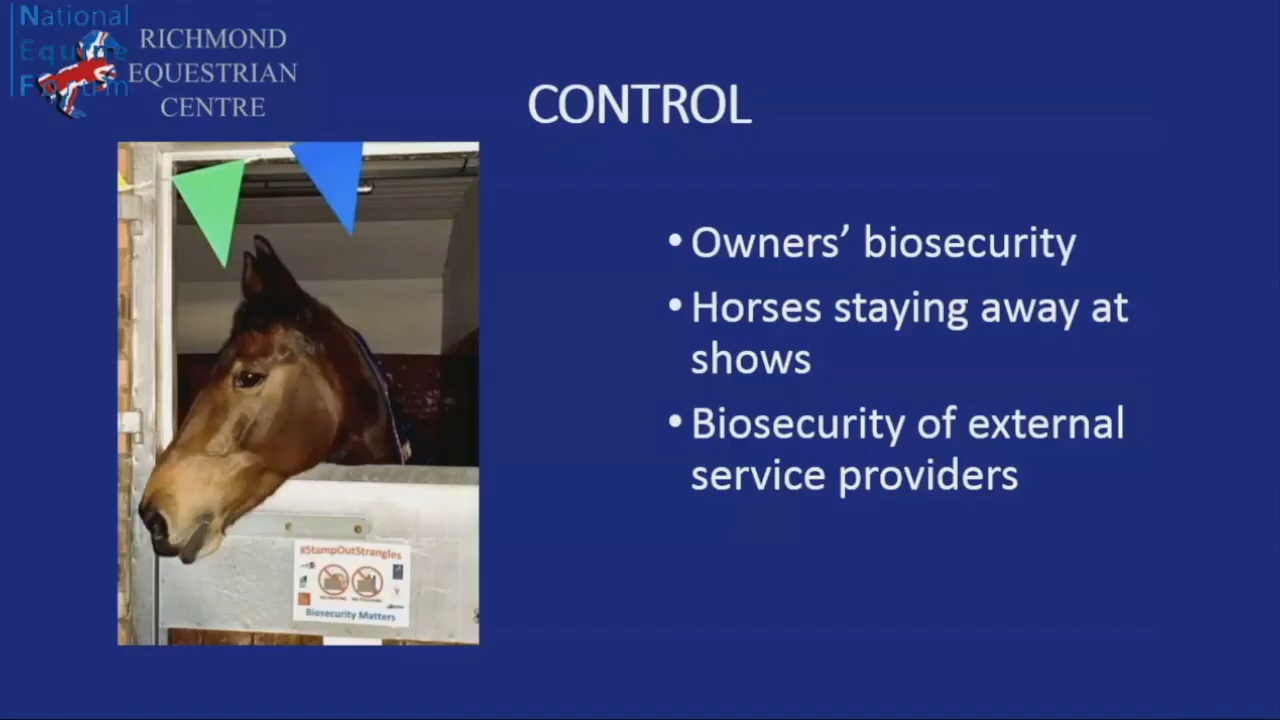 National
Equine
Forum
RICHMOND
EQUESTRIAN
CENTRE
CONTROL
• Owners’ biosecurity
• Horses staying away at
shows
• Biosecurity of external
service providers
#StampOutStrangles
Biosecurity Matters